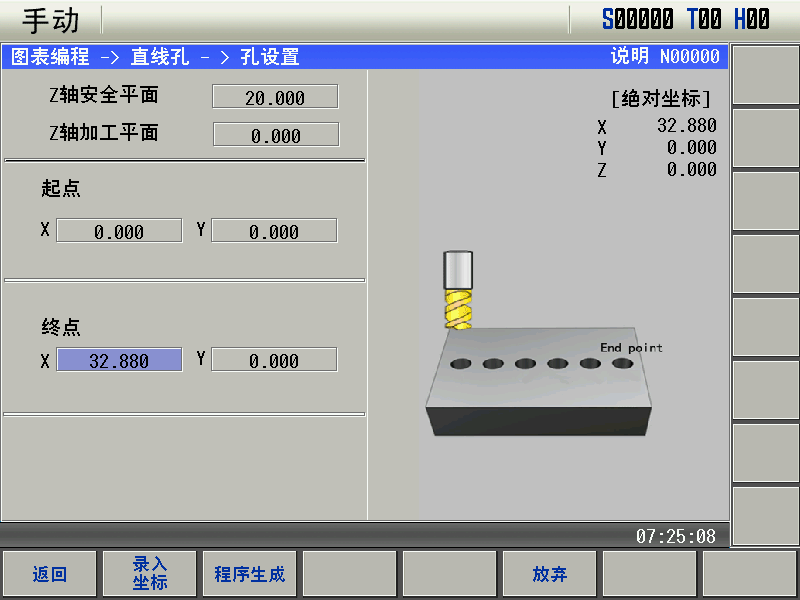 手动
S00000 T00 H00
图表编程 -> 直线孔 - > 孔设置
说明 N00000
Z轴安全平面 20.000
Z轴加工平面 0.000
[绝对坐标]
X 32.880
Y 0.000
Z 0.000
起点
X 0.000 Y 0.000
终点
X 32.880 Y 0.000
End point
07:25:08
返回
录入
坐标
程序生成
放弃